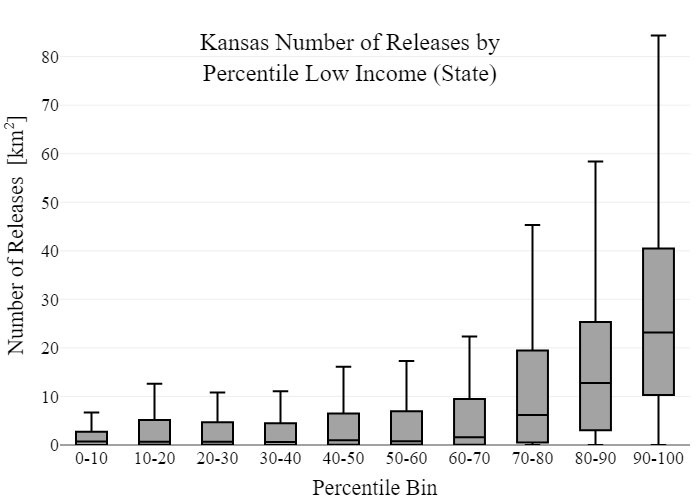 Kansas Number of Releases by
Percentile Low Income (State)
Number of Releases [km²]
80
70
60
50
40
30
20
10
0
0-10 10-20 20-30 30-40 40-50 50-60 60-70 70-80 80-90 90-100
Percentile Bin